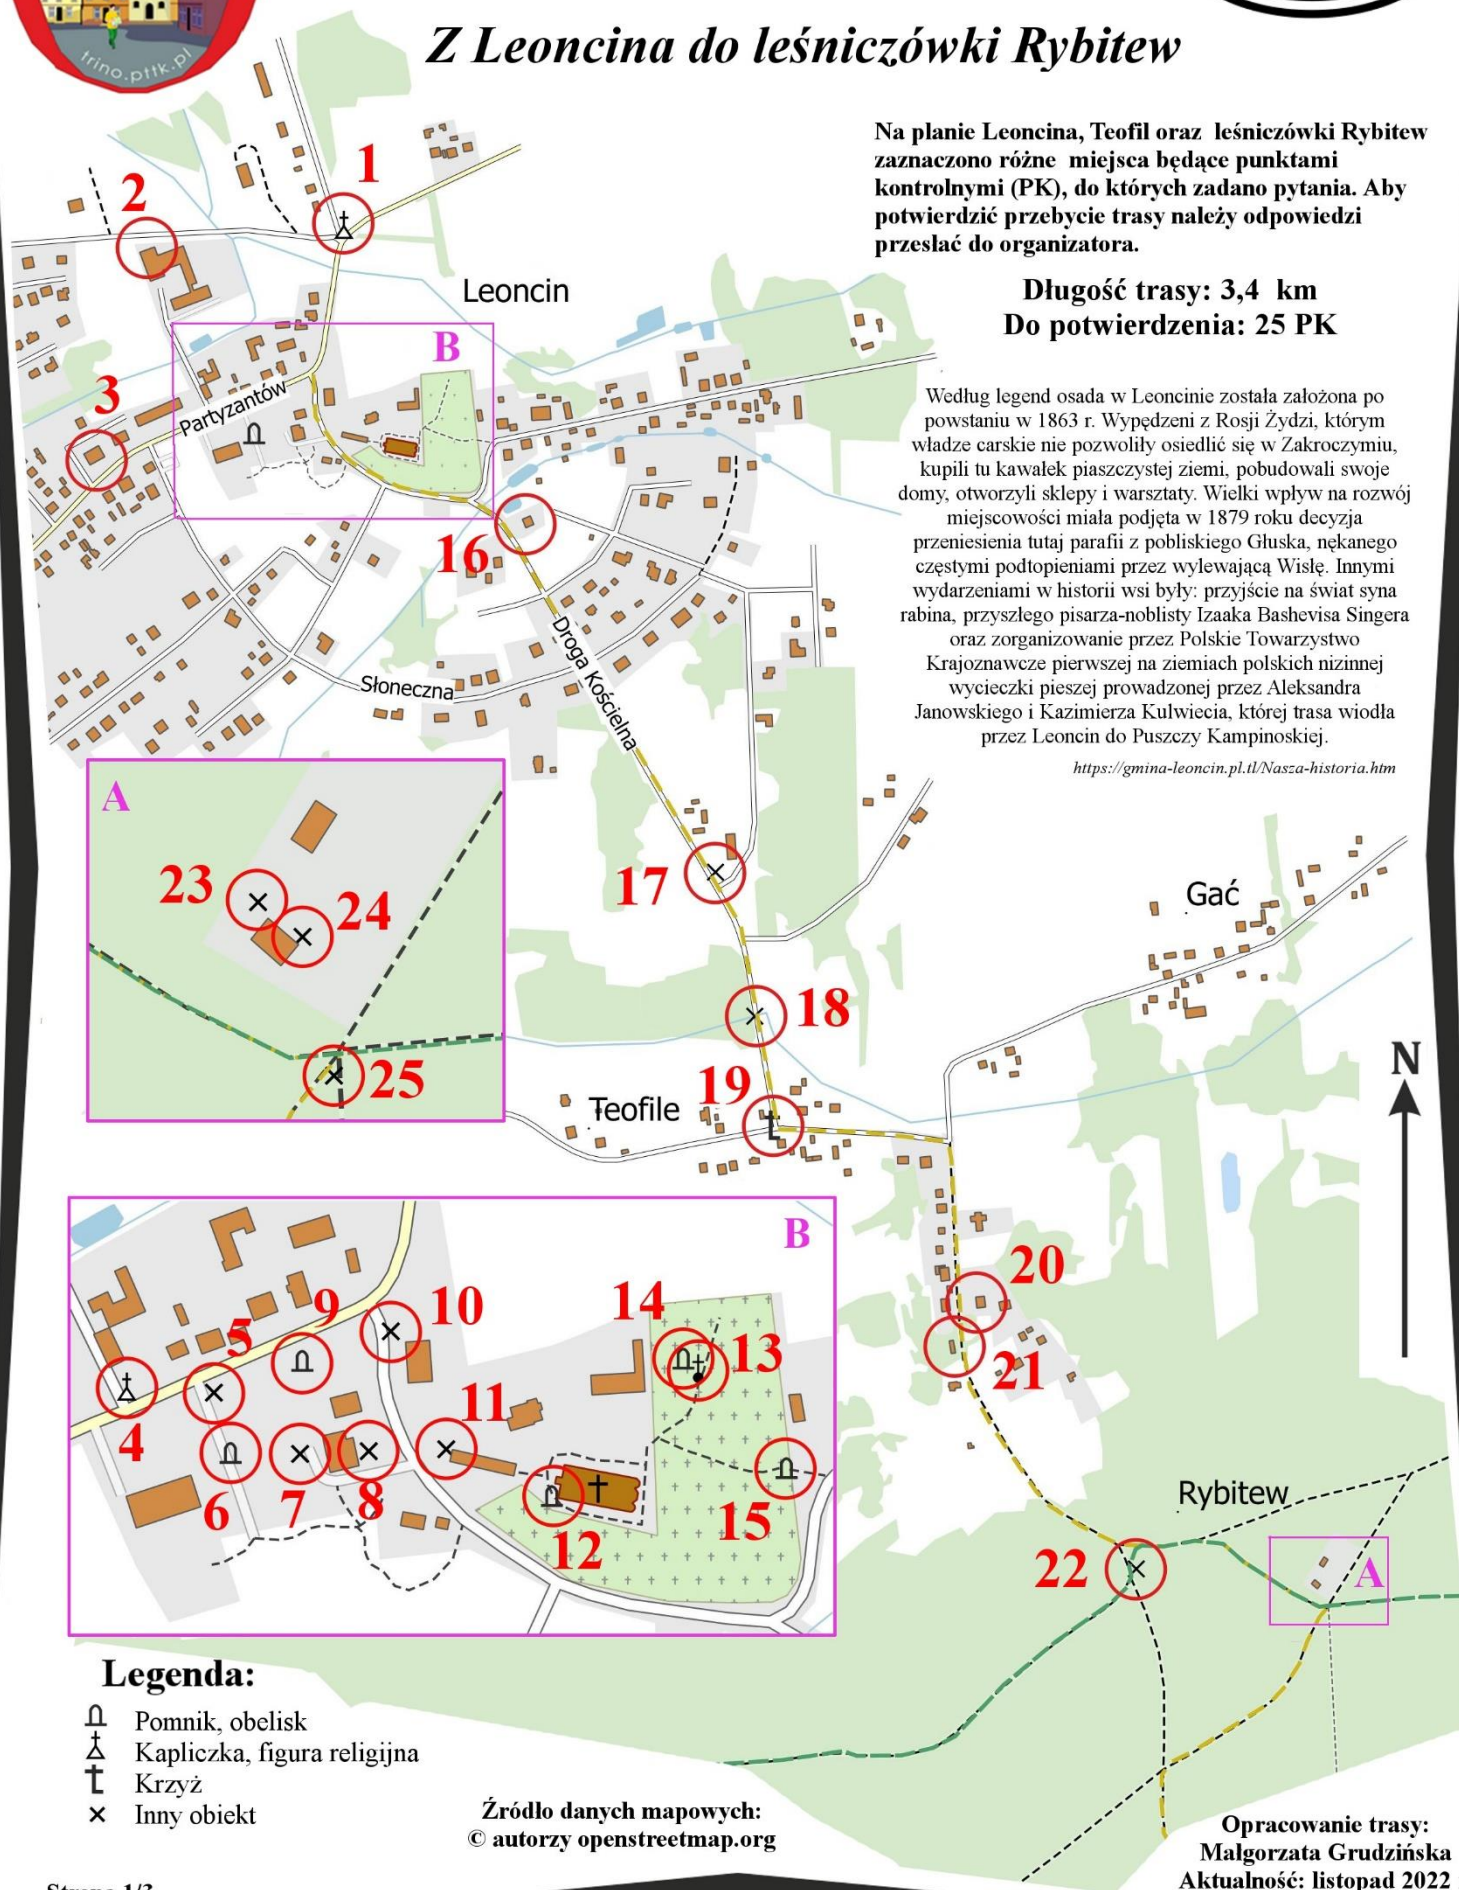 trino.pttk.pl
Z Leoncina do leśniczówki Rybitew
Na planie Leoncina, Teofil oraz leśniczówki Rybitew
zaznaczono różne miejsca będące punktami
kontrolnymi (PK), do których zadano pytania. Aby
potwierdzić przebycie trasy należy odpowiedzi
przesłać do organizatora.
Długość trasy: 3,4 km
Do potwierdzenia: 25 PK
Według legend osada w Leoncinie została założona po
powstaniu w 1863 r. Wypędzeni z Rosji Żydzi, którym
władze carskie nie pozwoliły osiedlić się w Zakroczymiu,
kupili tu kawałek piaszczystej ziemi, pobudowali swoje
domy, otworzyli sklepy i warsztaty. Wielki wpływ na rozwój
miejscowości miała podjęta w 1879 roku decyzja
przeniesienia tutaj parafii z pobliskiego Głuska, nękanego
częstymi podtopieniami przez wylewającą Wisłę. Innymi
wydarzeniami w historii wsi były: przyjście na świat syna
rabina, przyszłego pisarza-noblisty Izaaka Bashevisa Singera
oraz zorganizowanie przez Polskie Towarzystwo
Krajoznawcze pierwszej na ziemiach polskich nizinnej
wycieczki pieszej prowadzonej przez Aleksandra
Janowskiego i Kazimierza Kulwiecia, której trasa wiodła
przez Leoncin do Puszczy Kampinoskiej.
https://gmina-leoncin.pl.tl/Nasza-historia.htm
1
2
Leoncin
B
3
Partyzantów
16
Droga Kościelna
Słoneczna
A
23
24
25
17
Gać
18
19
Teofile
N
B
20
21
14
13
9
10
5
11
4
6
7
8
12
15
Rybitew
22
A
Legenda:
Pomnik, obelisk
Kapliczka, figura religijna
Krzyż
Inny obiekt
Źródło danych mapowych:
© autorzy openstreetmap.org
Opracowanie trasy:
Małgorzata Grudzińska
Aktualność: listopad 2022
Strona 1/3